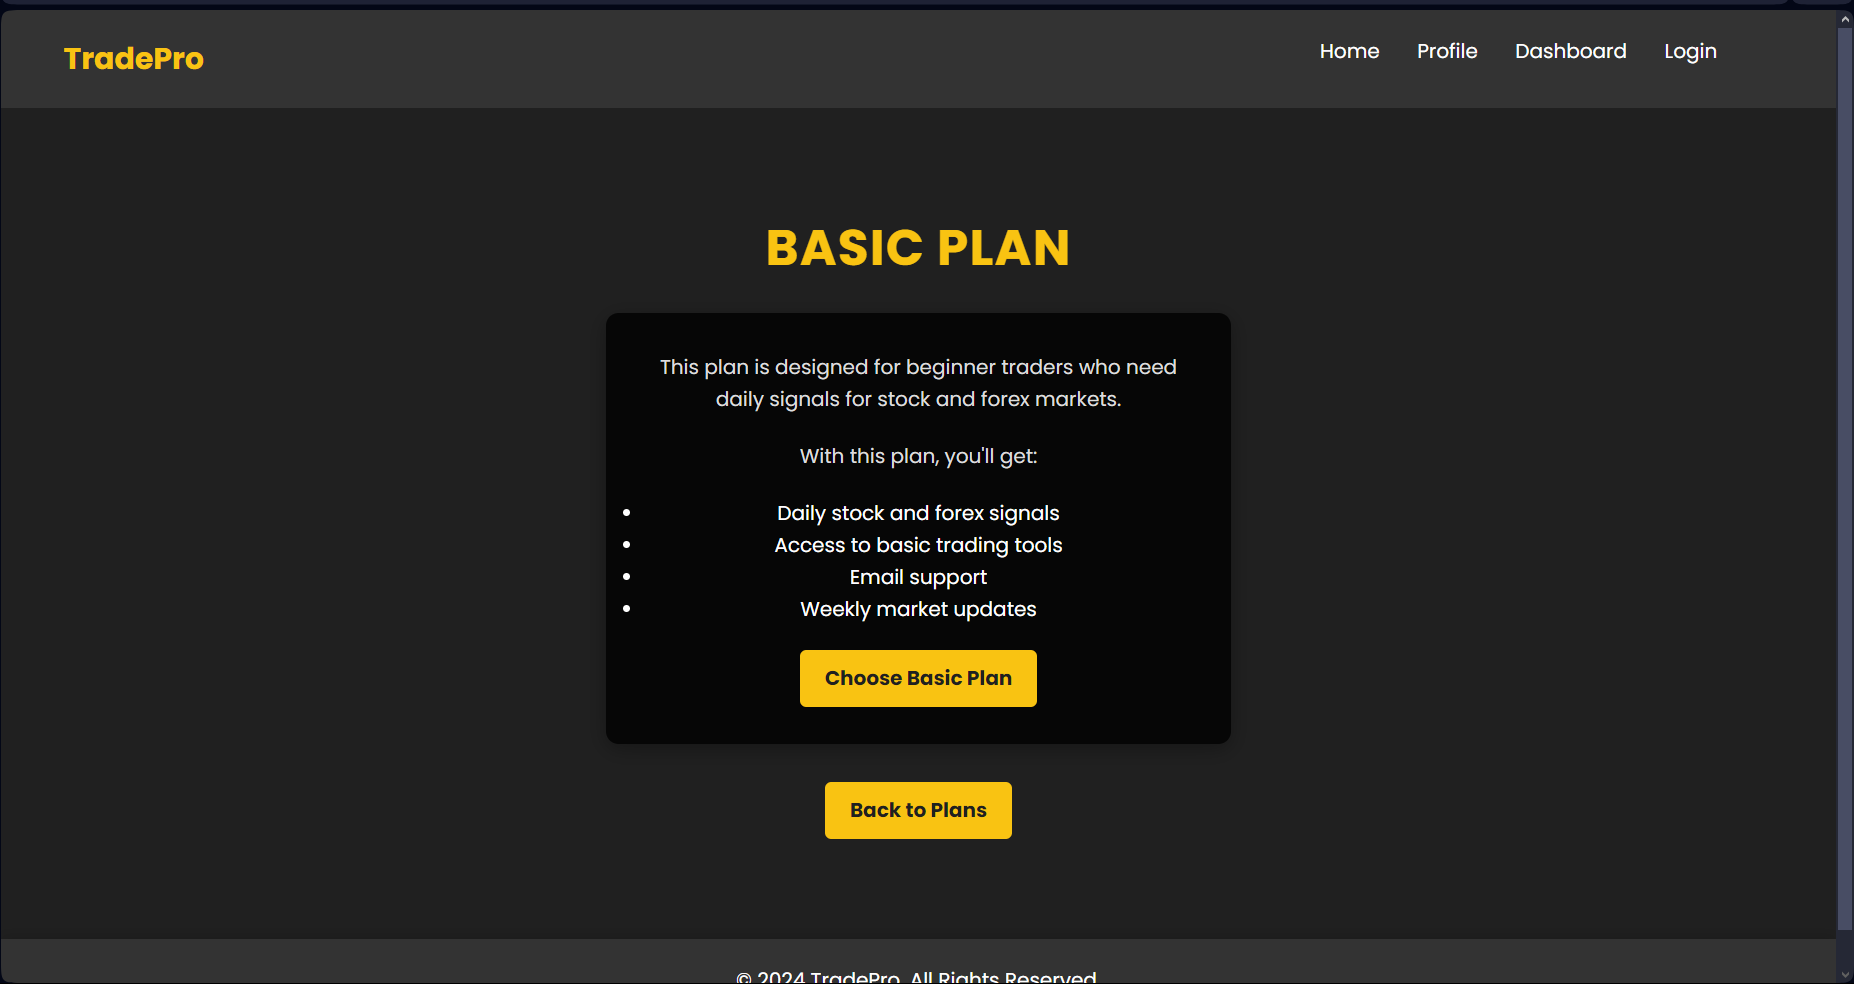 TradePro
Home Profile Dashboard Login
BASIC PLAN
This plan is designed for beginner traders who need
daily signals for stock and forex markets.
With this plan, you'll get:
• Daily stock and forex signals
• Access to basic trading tools
• Email support
• Weekly market updates
Choose Basic Plan
Back to Plans
© 2024 TradePro. All Rights Reserved.